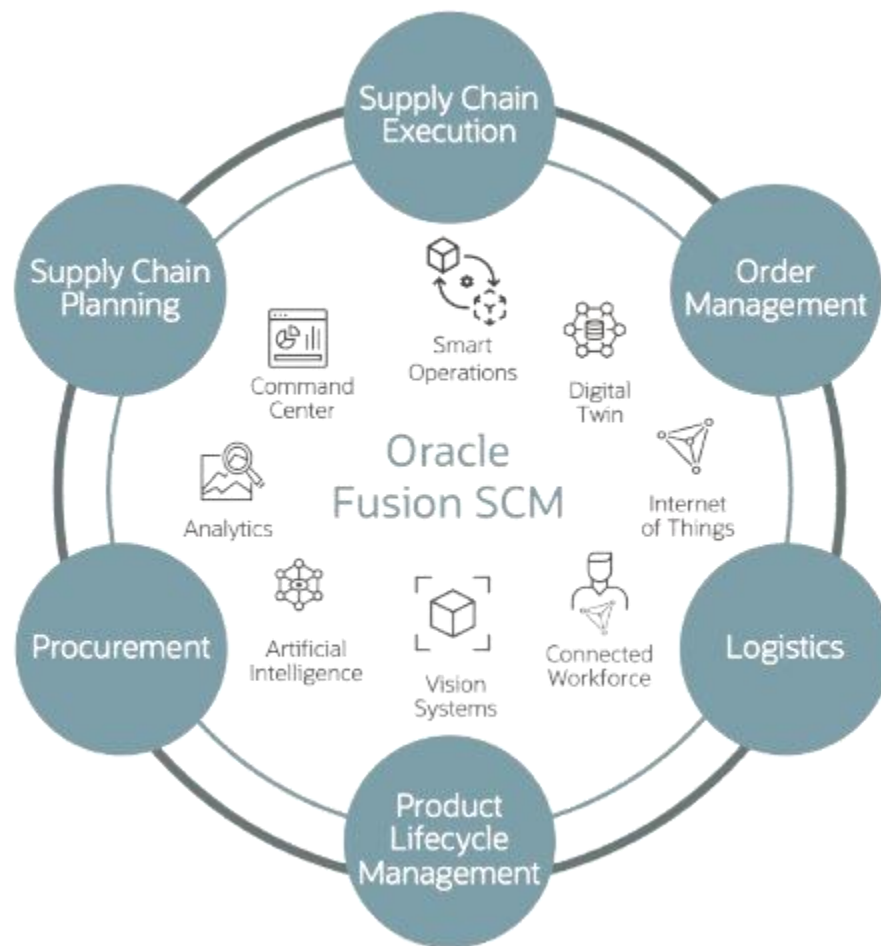 Supply Chain
Execution
Supply Chain
Planning
Order
Management
Smart
Operations
Command
Center
Digital
Twin
Oracle
Fusion SCM
Analytics
Internet
of Things
Procurement
Artificial
Intelligence
Vision
Systems
Connected
Workforce
Logistics
Product
Lifecycle
Management